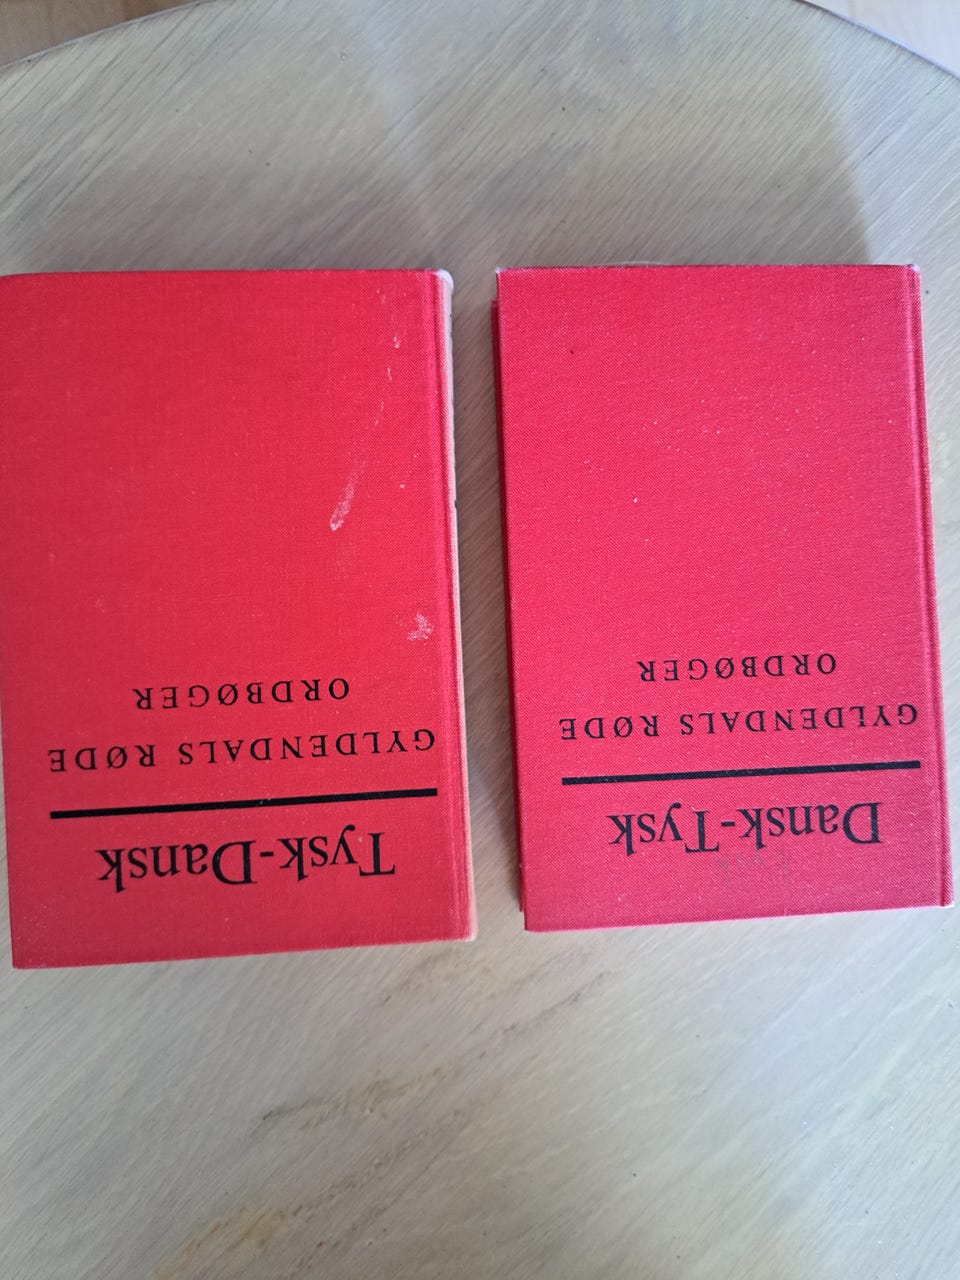 Tysk-Dansk
GYLDENDALS RØDE
ORDBØGER
Dansk-Tysk
GYLDENDALS RØDE
ORDBØGER